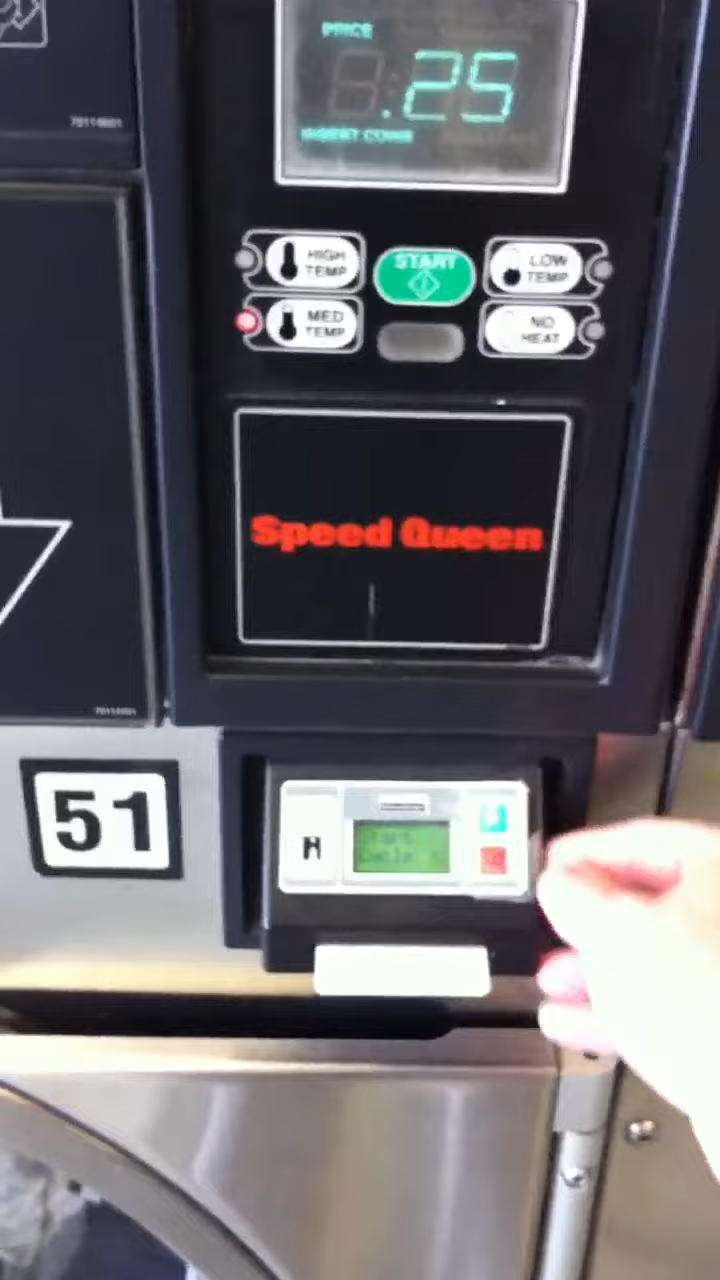 PRICE
.25
INSERT COINS
HIGH
TEMP
START
LOW
TEMP
MED
TEMP
NO
HEAT
Speed Queen
51